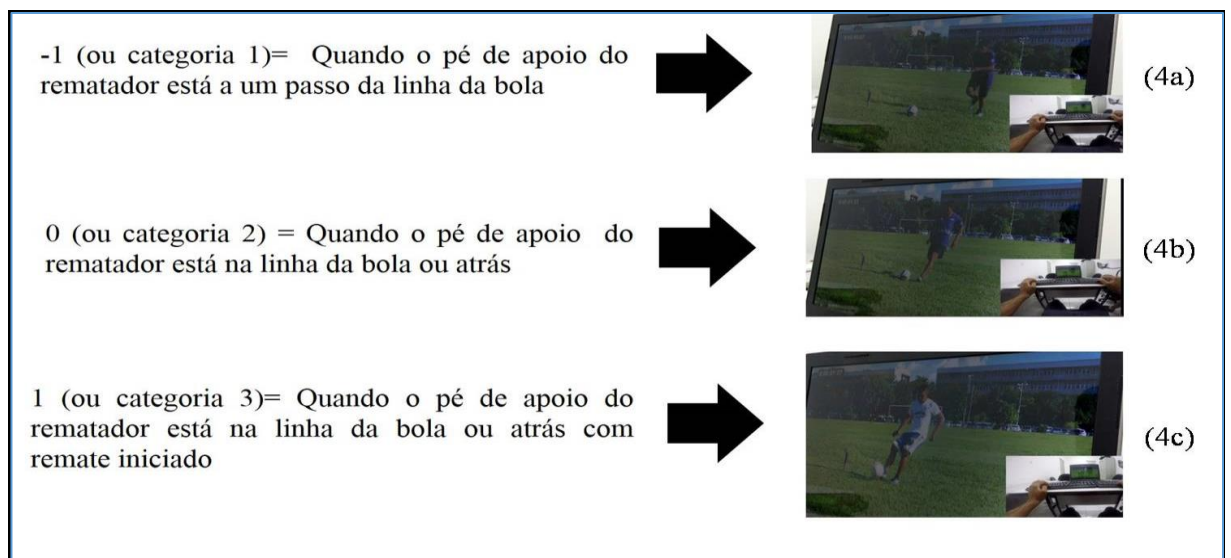 -1 (ou categoria 1)= Quando o pé de apoio do
rematador está a um passo da linha da bola
(4a)
0 (ou categoria 2) = Quando o pé de apoio do
rematador está na linha da bola ou atrás
(4b)
1 (ou categoria 3)= Quando o pé de apoio do
rematador está na linha da bola ou atrás com
remate iniciado
(4c)